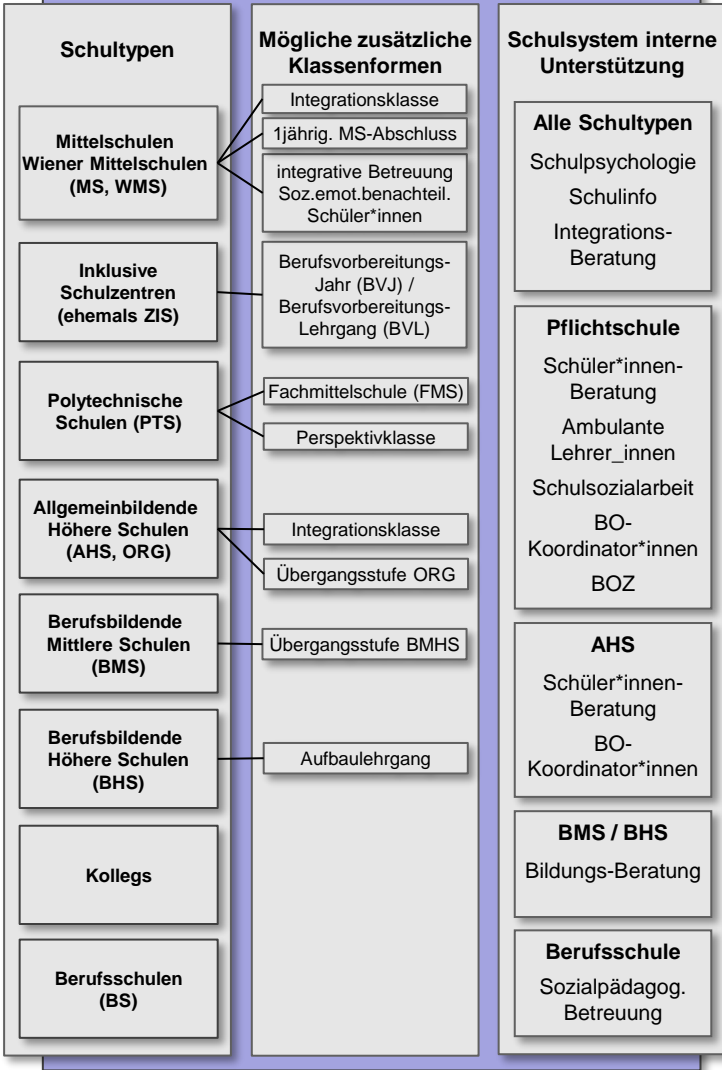 Schultypen
Mittelschulen
Wiener Mittelschulen
(MS, WMS)
Inklusive
Schulzentren
(ehemals ZIS)
Polytechnische
Schulen (PTS)
Allgemeinbildende
Höhere Schulen
(AHS, ORG)
Berufsbildende
Mittlere Schulen
(BMS)
Berufsbildende
Höhere Schulen
(BHS)
Kollegs
Berufsschulen
(BS)
Mögliche zusätzliche
Klassenformen
Integrationsklasse
1jährig. MS-Abschluss
integrative Betreuung
Soz.emot.benachteil.
Schüler*innen
Berufsvorbereitungs-
Jahr (BVJ) /
Berufsvorbereitungs-
Lehrgang (BVL)
Fachmittelschule (FMS)
Perspektivklasse
Integrationsklasse
Übergangsstufe ORG
Übergangsstufe BMHS
Aufbaulehrgang
Schulsystem interne
Unterstützung
Alle Schultypen
Schulpsychologie
Schulinfo
Integrations-
Beratung
Pflichtschule
Schüler*innen-
Beratung
Ambulante
Lehrer_innen
Schulsozialarbeit
BO-
Koordinator*innen
BOZ
AHS
Schüler*innen-
Beratung
BO-
Koordinator*innen
BMS / BHS
Bildungs-Beratung
Berufsschule
Sozialpädagog.
Betreuung